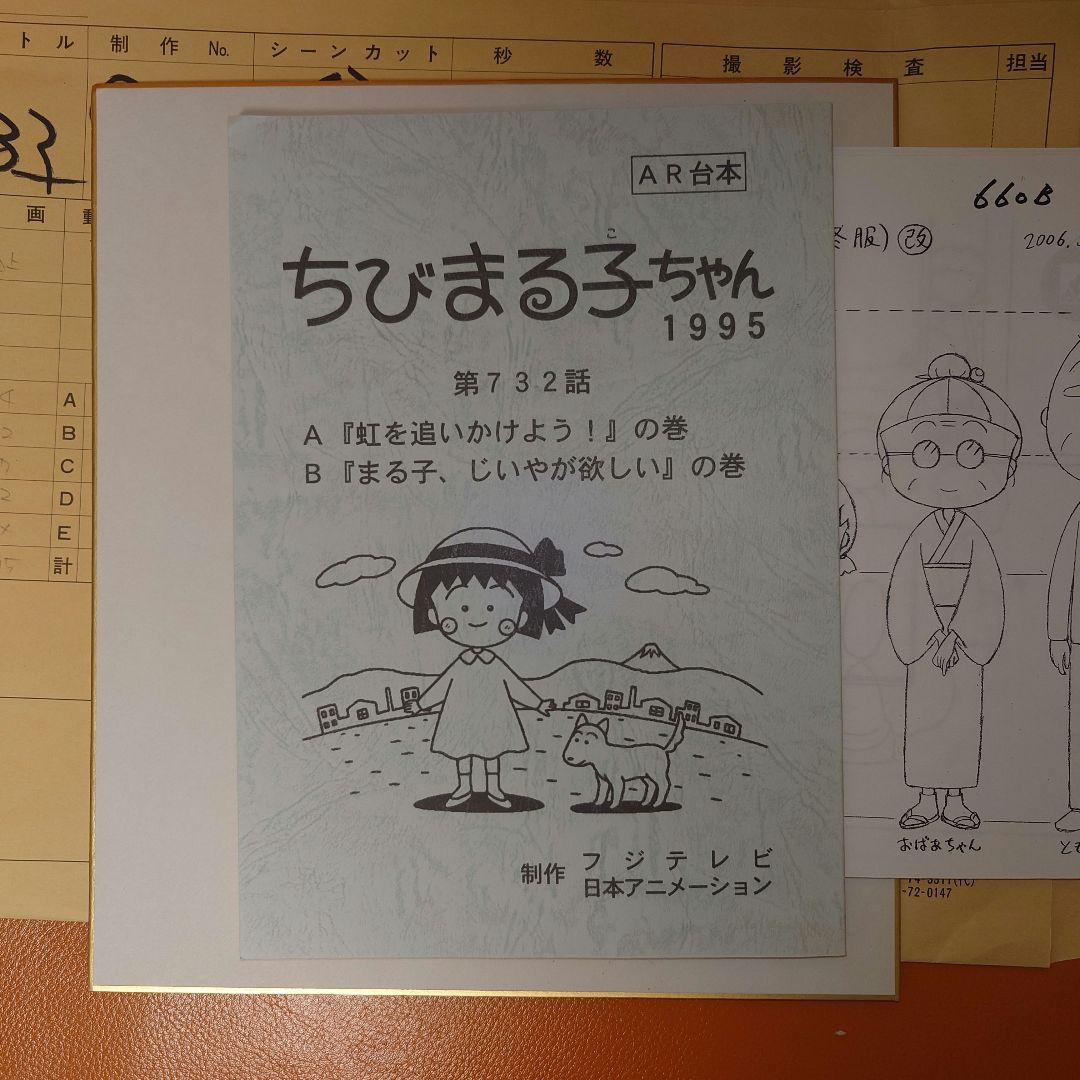 トル 制作 No. シーンカット 秒数 撮影検査 担当
画
A
B
C
D
E
計
AR台本
ちびまる子ちゃん
こ
1995
第732話
A『虹を追いかけよう!』の巻
B『まる子、じいやが欲しい』の巻
制作 フジテレビ
日本アニメーション
660B
冬服)改
2006.
おばあちゃん
と
-72-0147